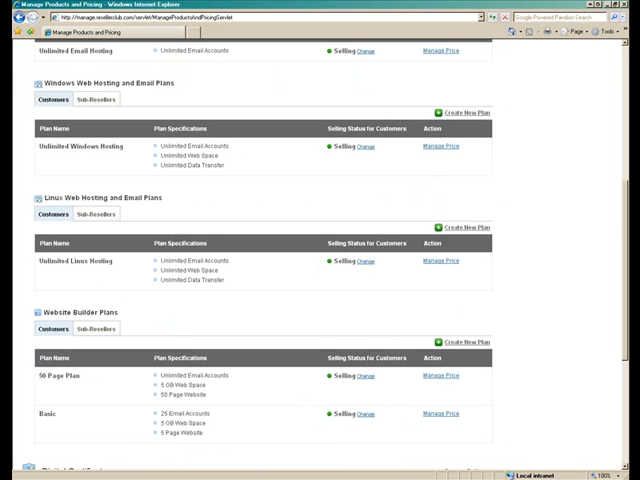 Manage Products and Pricing - Windows Internet Explorer
http://manage.resellerclub.com/servlet/ManageProductsAndPricingServlet
Google Powered Pandion Search
Manage Products and Pricing
Page
Tools
Unlimited Email Hosting
Unlimited Email Accounts
Selling Change
Manage Price
Windows Web Hosting and Email Plans
Customers Sub-Resellers
Create New Plan
Plan Name Plan Specifications Selling Status for Customers Action
Unlimited Windows Hosting Unlimited Email Accounts Selling Change Manage Price
Unlimited Web Space
Unlimited Data Transfer
Linux Web Hosting and Email Plans
Customers Sub-Resellers
Create New Plan
Plan Name Plan Specifications Selling Status for Customers Action
Unlimited Linux Hosting Unlimited Email Accounts Selling Change Manage Price
Unlimited Web Space
Unlimited Data Transfer
Website Builder Plans
Customers Sub-Resellers
Create New Plan
Plan Name Plan Specifications Selling Status for Customers Action
50 Page Plan Unlimited Email Accounts Selling Change Manage Price
5 GB Web Space
50 Page Website
Basic 25 Email Accounts Selling Change Manage Price
5 GB Web Space
5 Page Website
Local intranet 100%